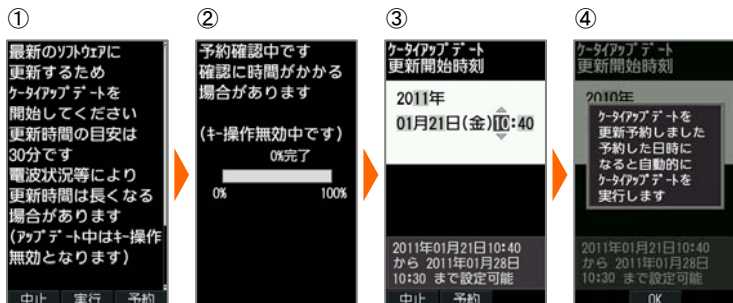 ①
最新のｿﾌﾄｳｪｱに
更新するため
ｹｰﾀｲｱｯﾌﾟﾃﾞｰﾄを
開始してください
更新時間の目安は
30分です
電波状況等により
更新時間は長くなる
場合があります
(ｱｯﾌﾟﾃﾞｰﾄ中はｷｰ操作
無効となります)
中止 実行 予約
②
予約確認中です
確認に時間がかかる
場合があります
(ｷｰ操作無効中です)
0%完了
0% 100%
③
ｹｰﾀｲｱｯﾌﾟﾃﾞｰﾄ
更新開始時刻
2011年
01月21日(金)10:40
2011年01月21日10:40
から 2011年01月28日
10:30 まで設定可能
中止 予約
④
ｹｰﾀｲｱｯﾌﾟﾃﾞｰﾄ
更新開始時刻
2010年
ｹｰﾀｲｱｯﾌﾟﾃﾞｰﾄを
更新予約しました
予約した日時に
なると自動的に
ｹｰﾀｲｱｯﾌﾟﾃﾞｰﾄを
実行します
2011年01月21日10:40
から 2011年01月28日
10:30 まで設定可能
OK